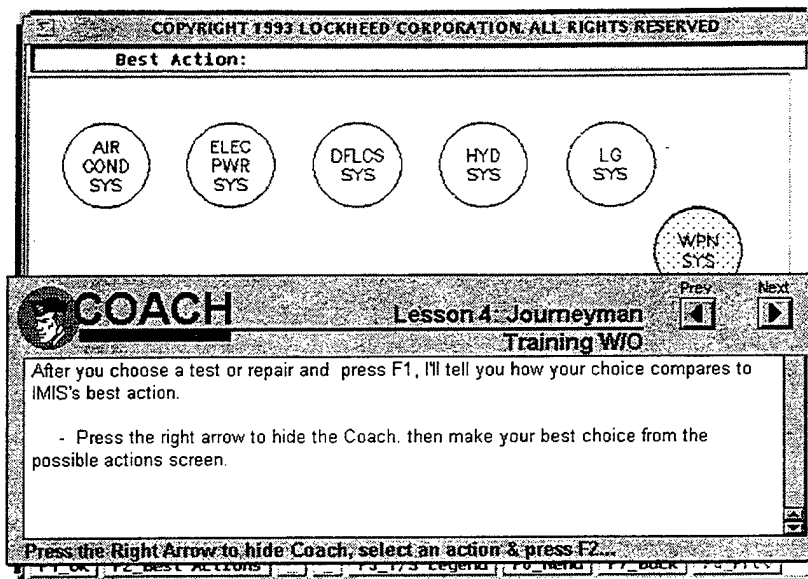 COPYRIGHT 1993 LOCKHEED CORPORATION. ALL RIGHTS RESERVED
Best Action:
AIR COND SYS
ELEC PWR SYS
DFLCS SYS
HYD SYS
LG SYS
WPN SYS
COACH
Lesson 4: Journeyman
Training W/O
Prev
Next
After you choose a test or repair and press F1, I'll tell you how your choice compares to
IMIS's best action.
- Press the right arrow to hide the Coach. then make your best choice from the
possible actions screen.
Press the Right Arrow to hide Coach, select an action & press F2...
F1_OK F2_Best Actions F3_T/S Legend F6_Menu F7_Back